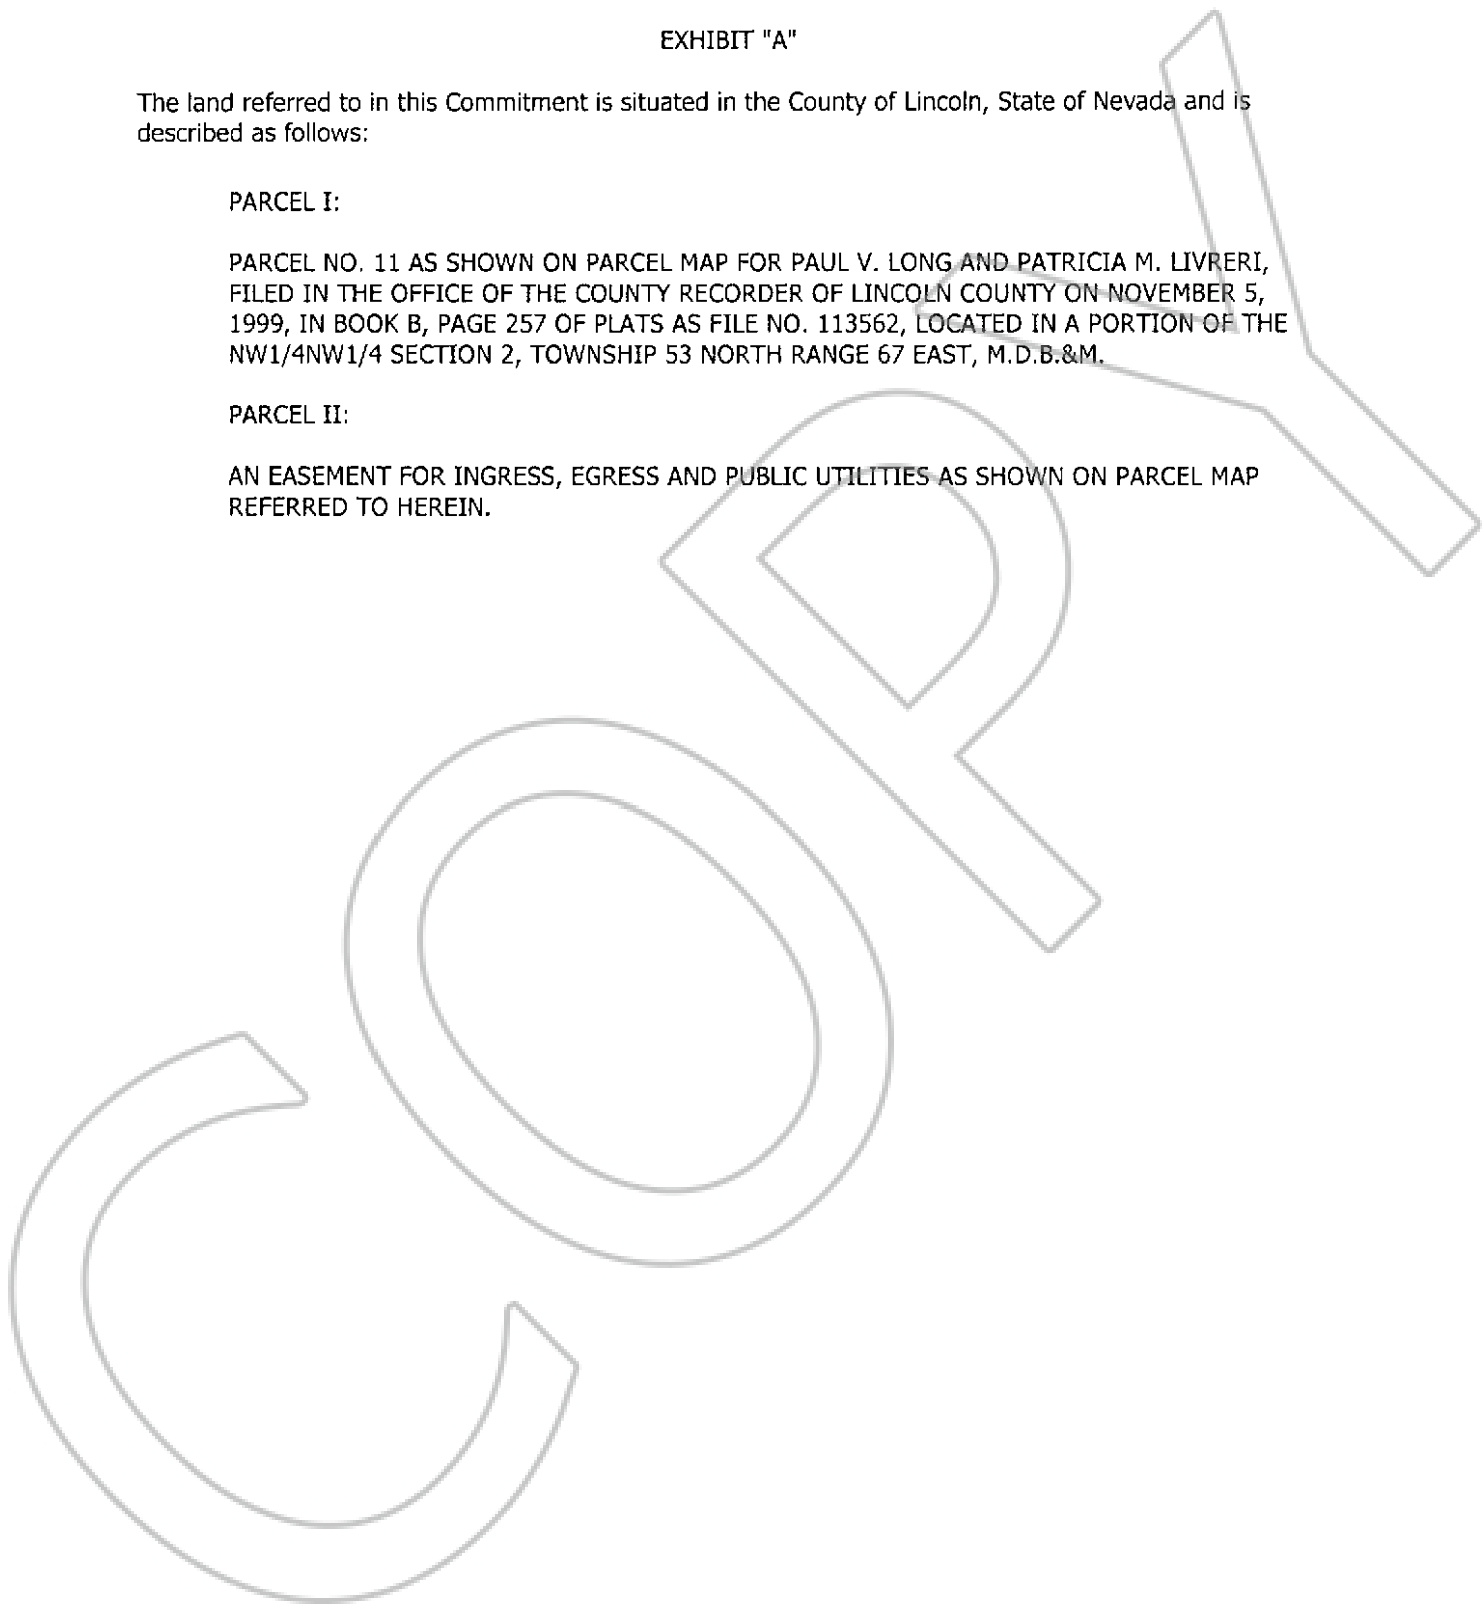 EXHIBIT "A"
The land referred to in this Commitment is situated in the County of Lincoln, State of Nevada and is
described as follows:
PARCEL I:
PARCEL NO. 11 AS SHOWN ON PARCEL MAP FOR PAUL V. LONG AND PATRICIA M. LIVRERI,
FILED IN THE OFFICE OF THE COUNTY RECORDER OF LINCOLN COUNTY ON NOVEMBER 5,
1999, IN BOOK B, PAGE 257 OF PLATS AS FILE NO. 113562, LOCATED IN A PORTION OF THE
NW1/4NW1/4 SECTION 2, TOWNSHIP 53 NORTH RANGE 67 EAST, M.D.B.&M.
PARCEL II:
AN EASEMENT FOR INGRESS, EGRESS AND PUBLIC UTILITIES AS SHOWN ON PARCEL MAP
REFERRED TO HEREIN.
COPY